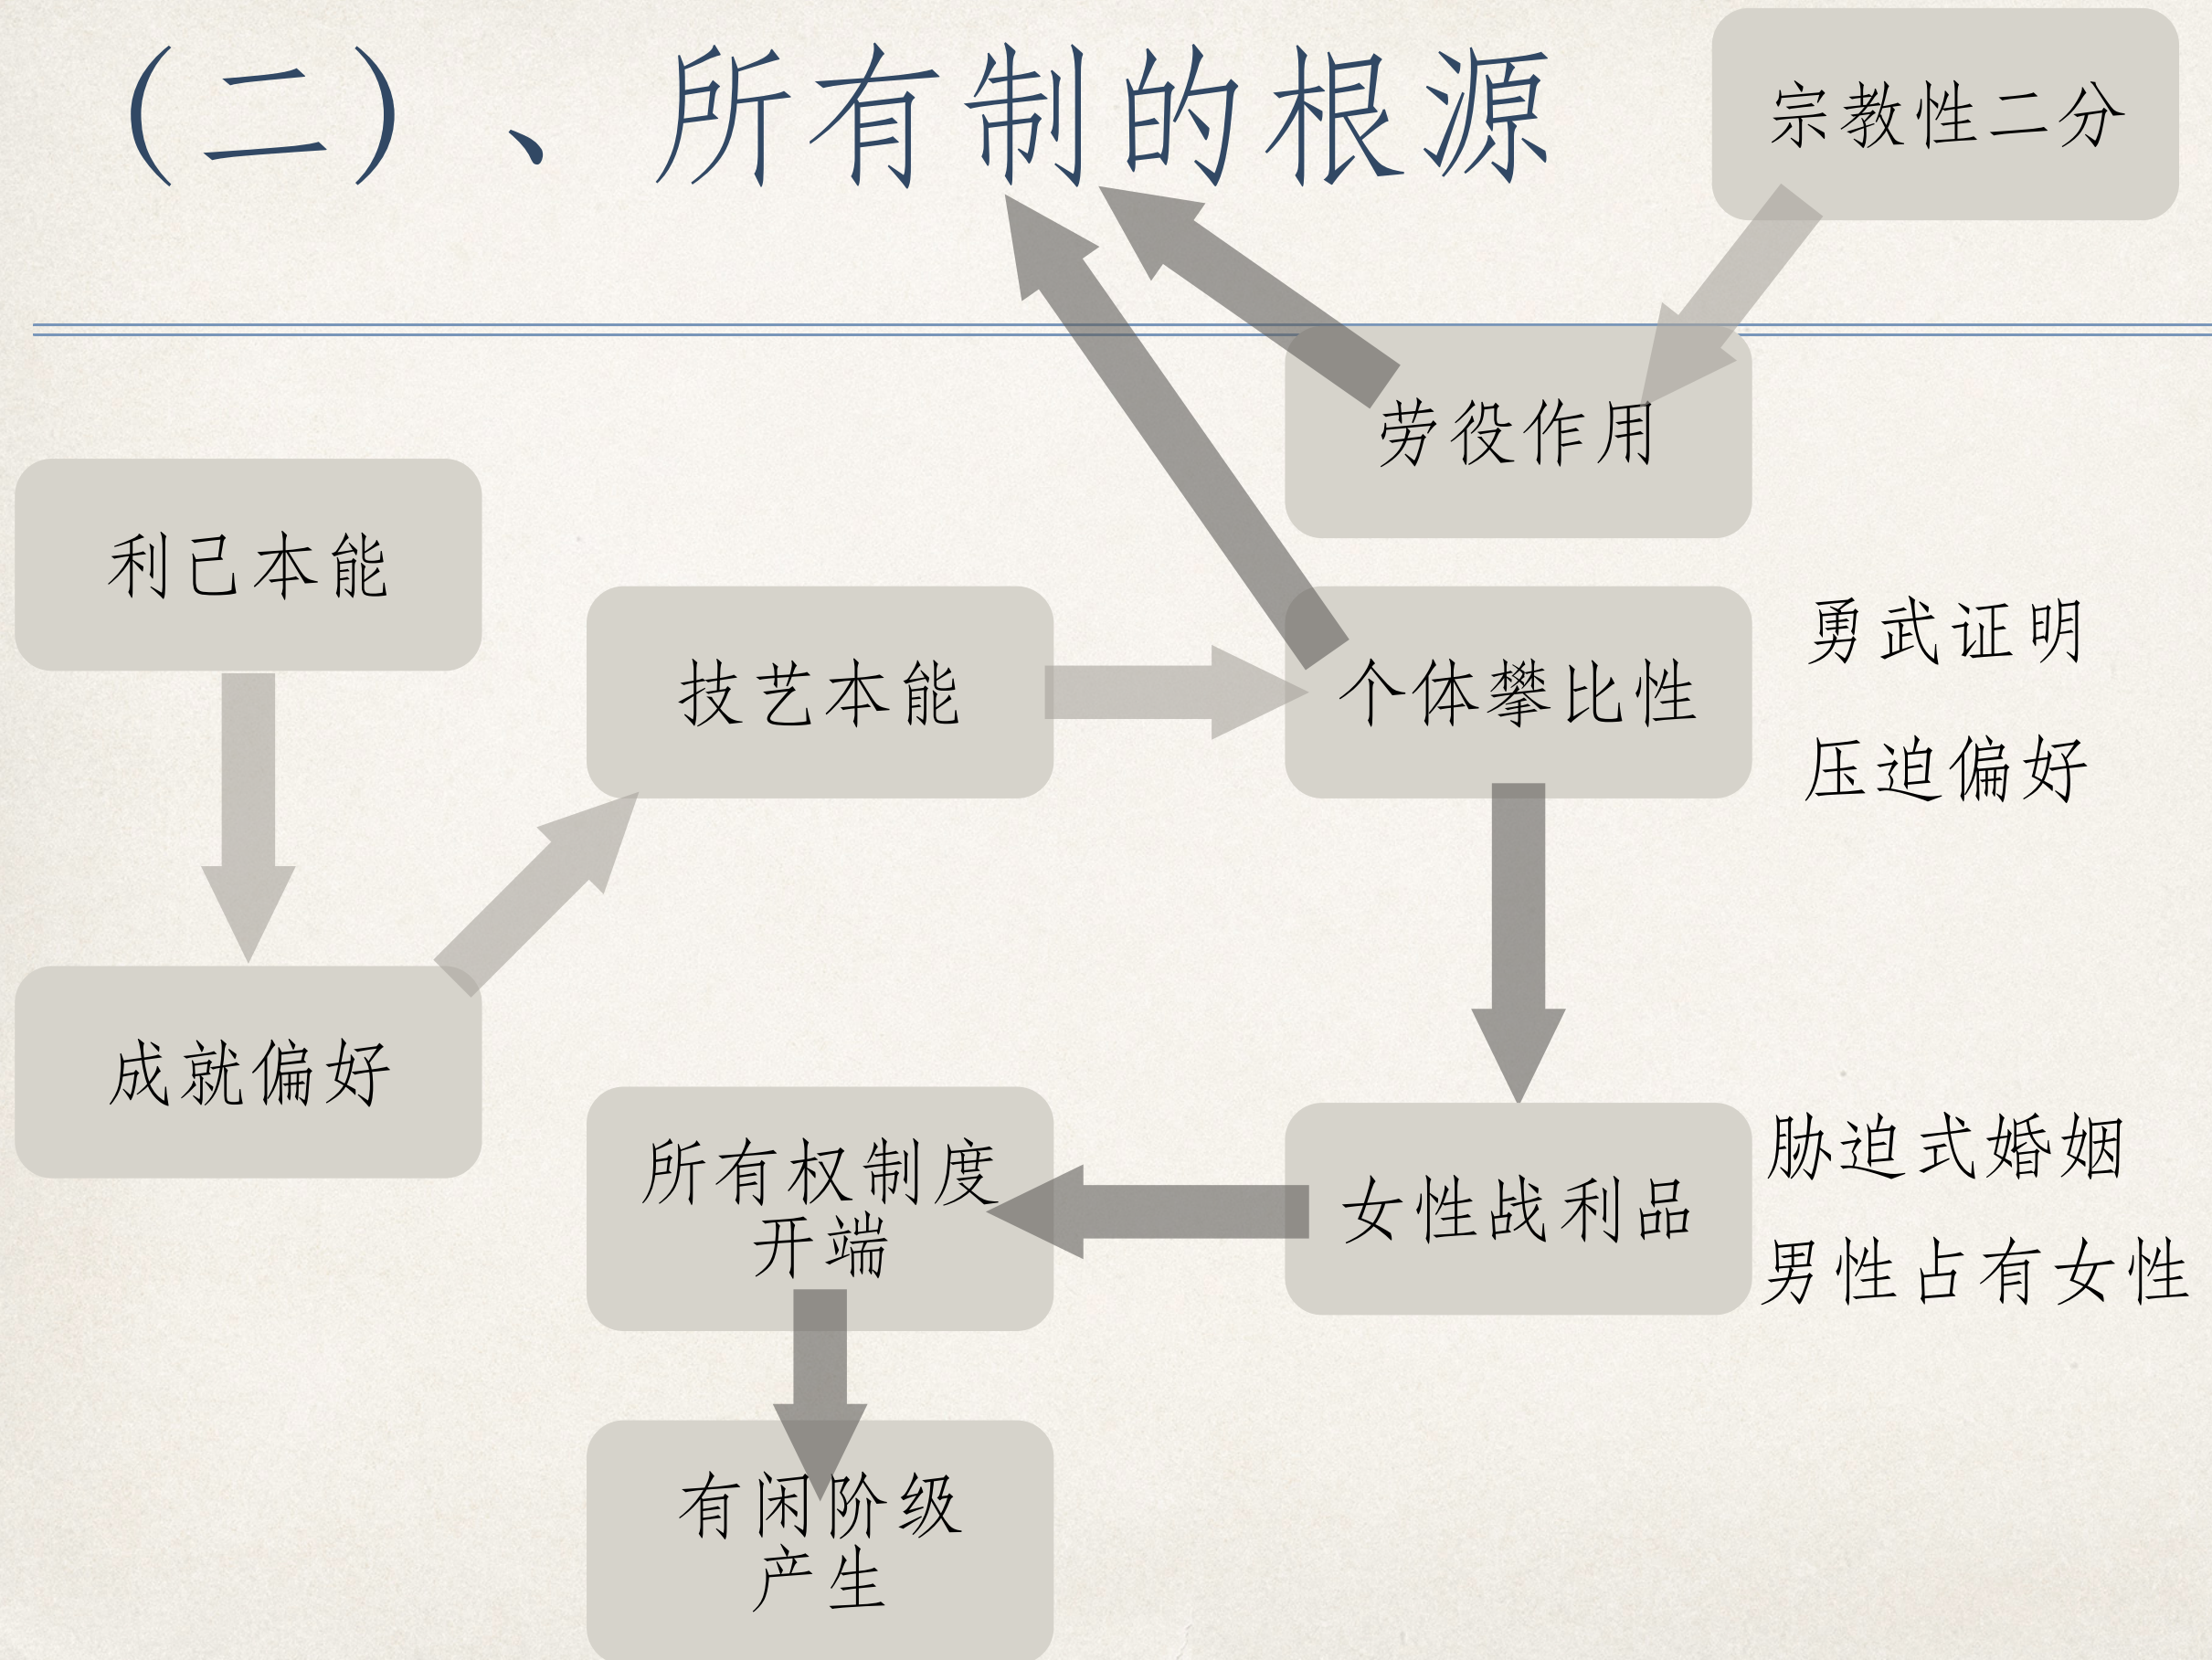 （二）、所有制的根源
宗教性二分
劳役作用
利己本能
技艺本能
个体攀比性
勇武证明
压迫偏好
成就偏好
所有权制度
开端
女性战利品
胁迫式婚姻
男性占有女性
有闲阶级
产生